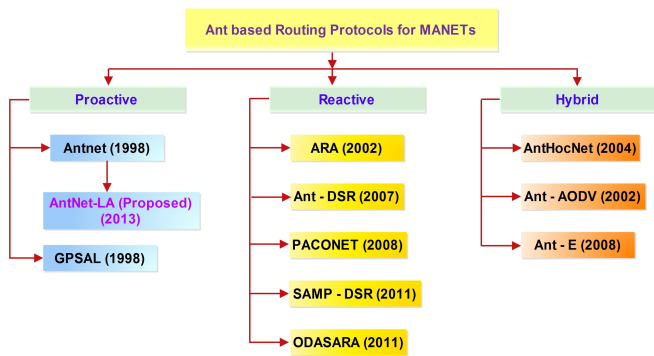 Ant based Routing Protocols for MANETs
Proactive
Antnet (1998)
AntNet-LA (Proposed)
(2013)
GPSAL (1998)
Reactive
ARA (2002)
Ant - DSR (2007)
PACONET (2008)
SAMP - DSR (2011)
ODASARA (2011)
Hybrid
AntHocNet (2004)
Ant - AODV (2002)
Ant - E (2008)